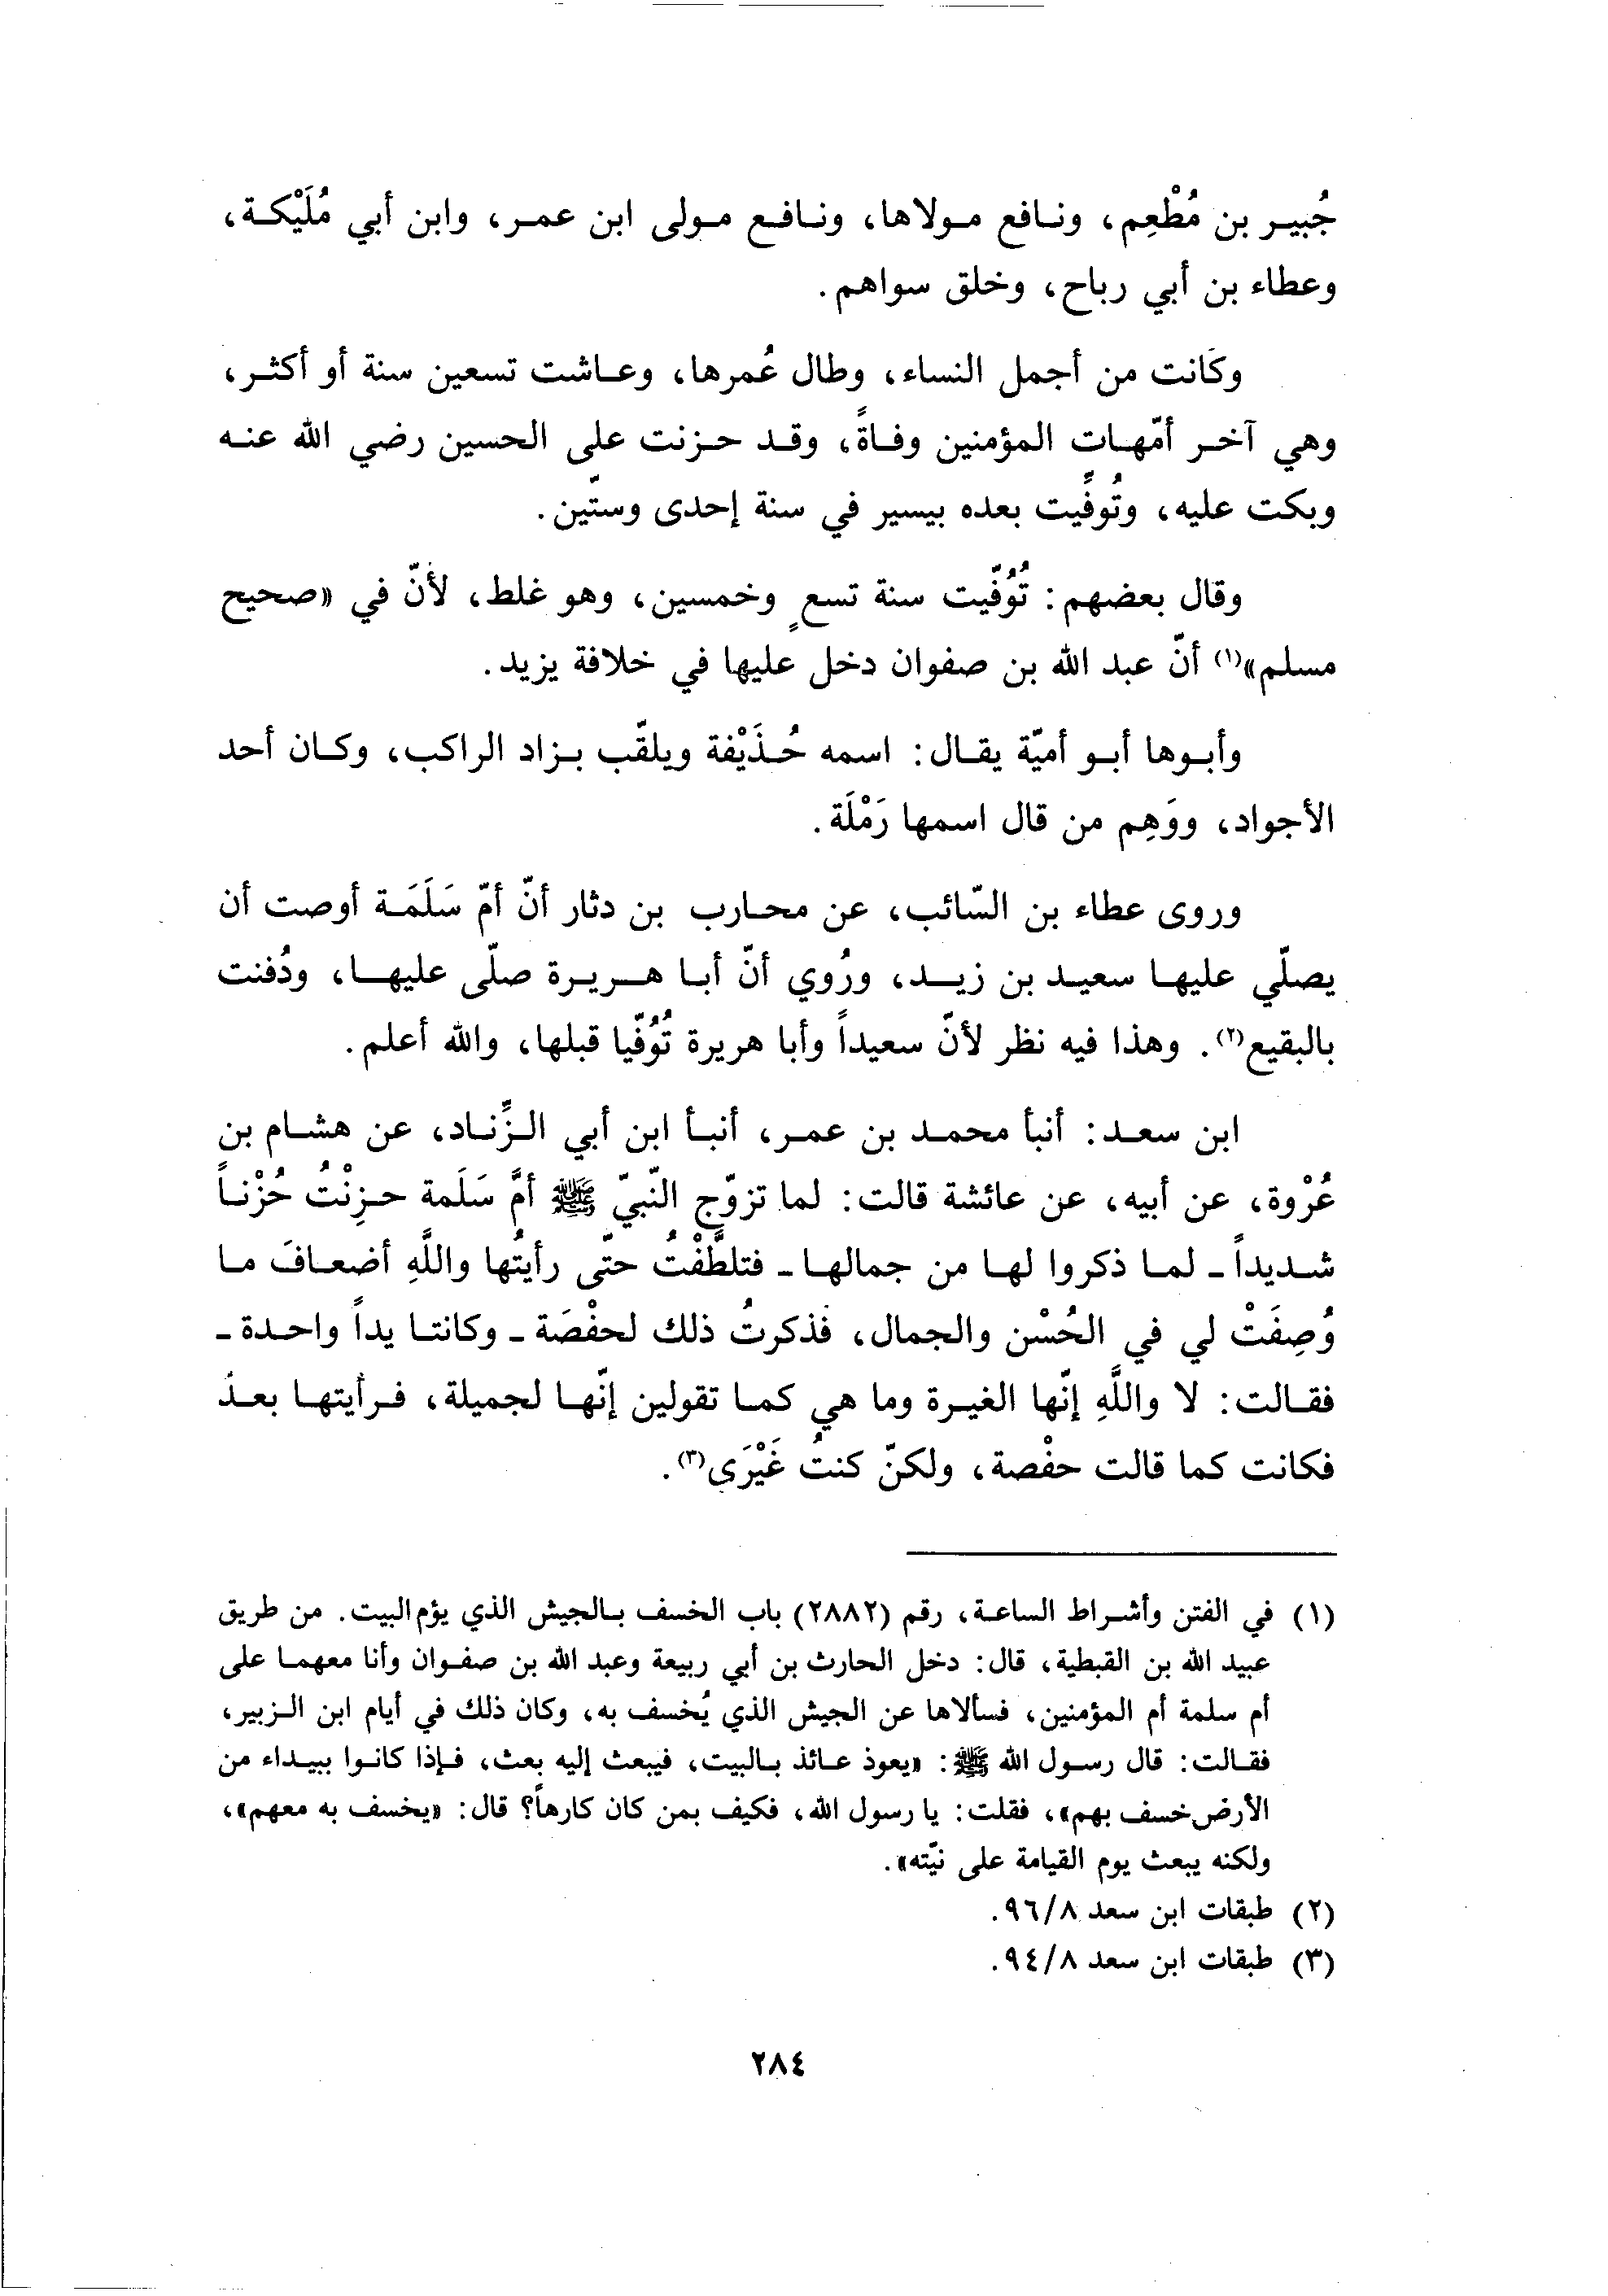 جُبير بن مُطْعِم، ونافع مولاها، ونافع مولى ابن عمر، وابن أبي مُلَيْكة،
وعطاء بن أبي رباح، وخلق سواهم.
وكَانت من أجمل النساء، وطال عُمرها، وعاشت تسعين سنة أو أكثر،
وهي آخر أمّهات المؤمنين وفاةً، وقد حزنت على الحسين رضي الله عنه
وبكت عليه، وتُوفِّيت بعده بيسير في سنة إحدى وستّين.
وقال بعضهم: تُوُفّيت سنة تسعٍ وخمسين، وهو غلط، لأنّ في «صحيح
مسلم»(١) أنّ عبد الله بن صفوان دخل عليها في خلافة يزيد.
وأبوها أبو أميّة يقال: اسمه حُذَيْفة ويلقّب بزاد الراكب، وكان أحد
الأجواد، ووَهِم من قال اسمها رَمْلَة.
وروى عطاء بن السّائب، عن محارب بن دثار أنّ أمّ سَلَمَة أوصت أن
يصلّي عليها سعيد بن زيد، ورُوي أنّ أبا هريرة صلّى عليها، ودُفنت
بالبقيع(٢). وهذا فيه نظر لأنّ سعيداً وأبا هريرة تُوُفّيا قبلها، والله أعلم.
ابن سعد: أنبأ محمد بن عمر، أنبأ ابن أبي الزِّناد، عن هشام بن
عُرْوة، عن أبيه، عن عائشة قالت: لما تزوّج النّبيّ ﷺ أمَّ سَلَمة حزِنْتُ حُزْناً
شديداً - لما ذكروا لها من جمالها - فتلطَّفْتُ حتّى رأيتُها واللَّهِ أضعافَ ما
وُصِفَتْ لي في الحُسْن والجمال، فذكرتُ ذلك لحفْصَة - وكانتا يداً واحدة -
فقالت: لا واللَّهِ إنّها الغيرة وما هي كما تقولين إنّها لجميلة، فرأيتها بعدُ
فكانت كما قالت حفْصة، ولكنّ كنتُ غَيْرَى(٣).
(١) في الفتن وأشراط الساعة، رقم (٢٨٨٢) باب الخسف بالجيش الذي يؤم البيت. من طريق
عبيد الله بن القبطية، قال: دخل الحارث بن أبي ربيعة وعبد الله بن صفوان وأنا معهما على
أم سلمة أم المؤمنين، فسألاها عن الجيش الذي يُخسف به، وكان ذلك في أيام ابن الزبير،
فقالت: قال رسول الله ﷺ: «يعوذ عائذ بالبيت، فيبعث إليه بعث، فإذا كانوا ببيداء من
الأرض خسف بهم»، فقلت: يا رسول الله، فكيف بمن كان كارهاً؟ قال: «يخسف به معهم»،
ولكنه يبعث يوم القيامة على نيّته».
(٢) طبقات ابن سعد ٩٦/٨.
(٣) طبقات ابن سعد ٩٤/٨.
٢٨٤